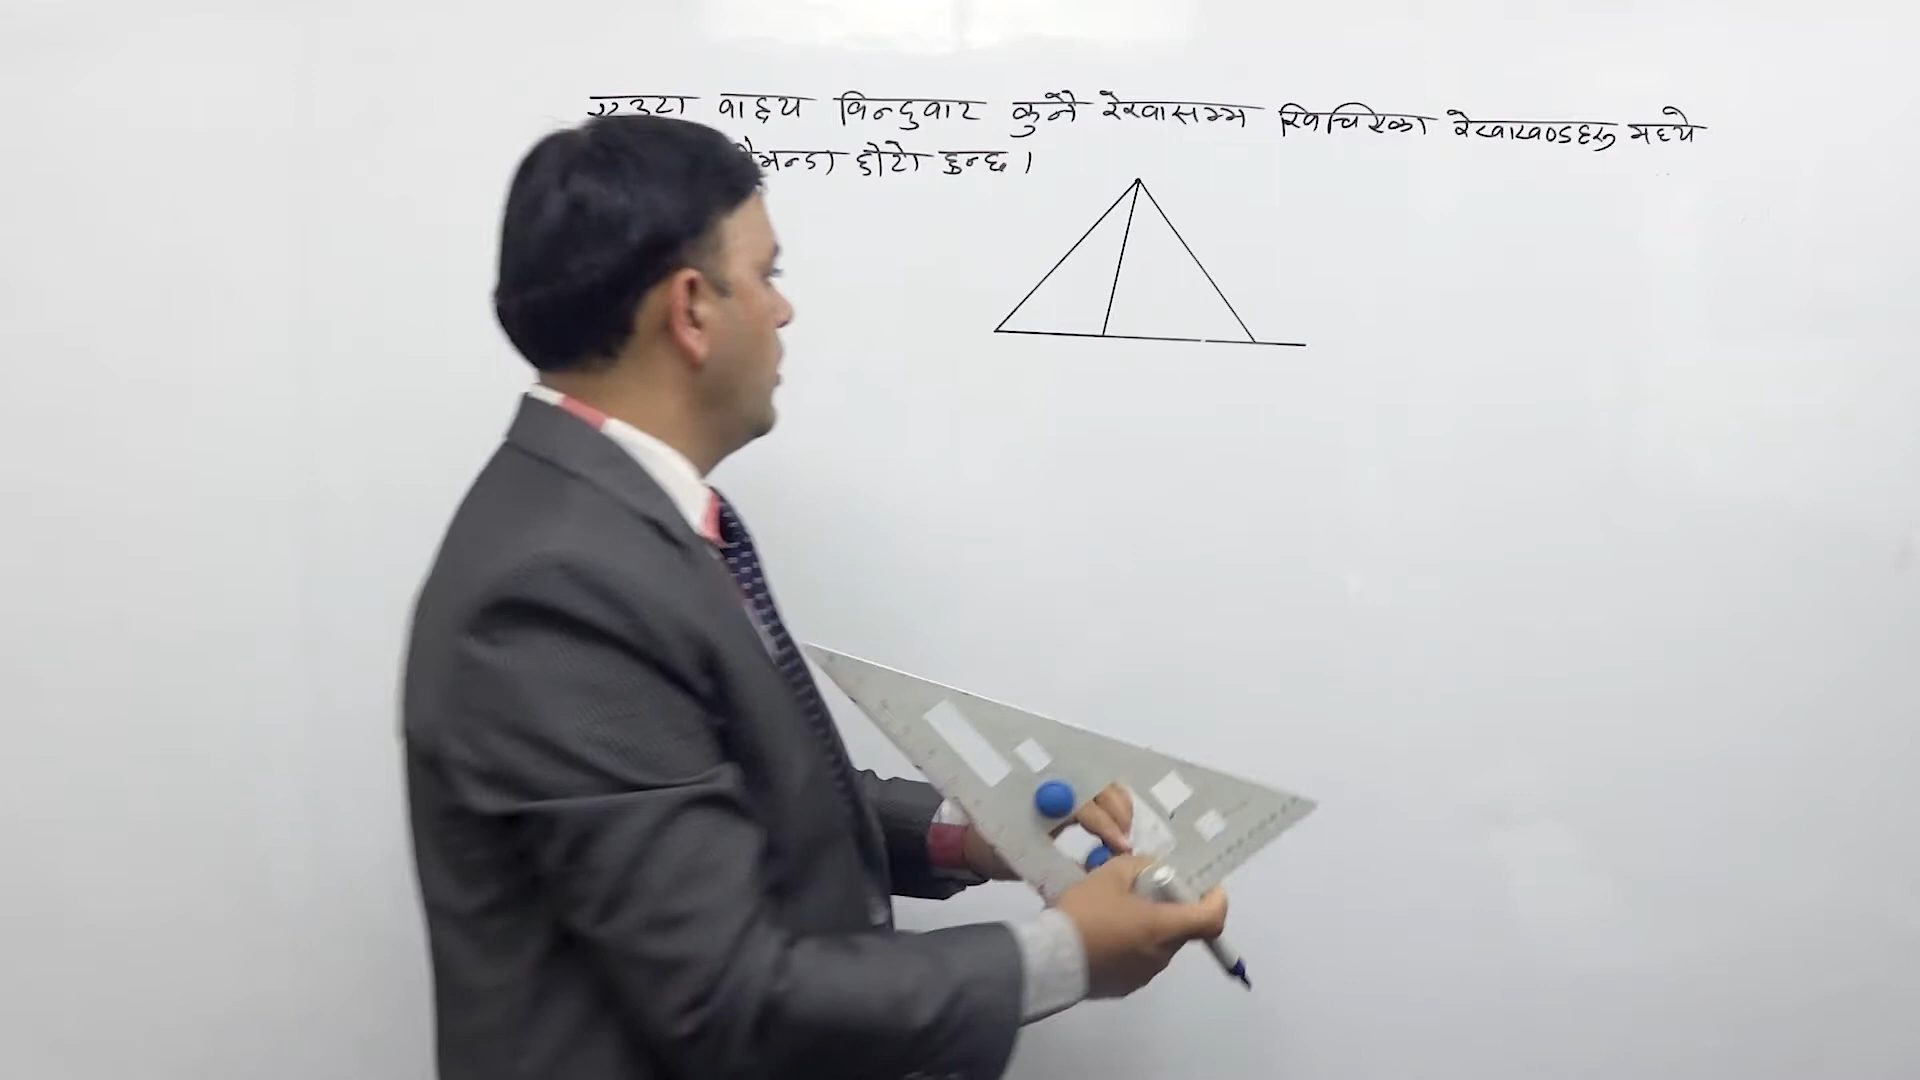 एउटा वाह्य विन्दुवाट कुनै रेखासम्म खिचिएका रेखाखण्डहरु मध्ये
सैभन्डा होटो हुन्छ ।